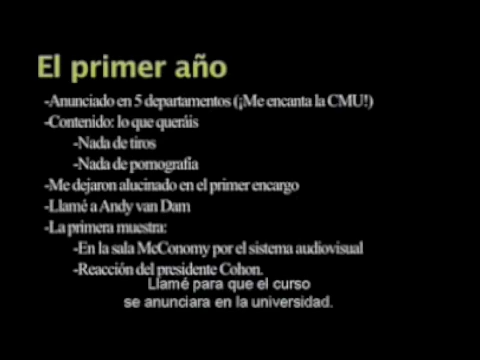 El primer año
-Anunciado en 5 departamentos (¡Me encanta la CMU!)
-Contenido: lo que queráis
-Nada de tiros
-Nada de pornografia
-Me dejaron alucinado en el primer encargo
-Llamé a Andy van Dam
-La primera muestra:
-En la sala McConomy por el sistema audiovisual
-Reacción del presidente Cohon.
Llamé para que el curso
se anunciara en la universidad.